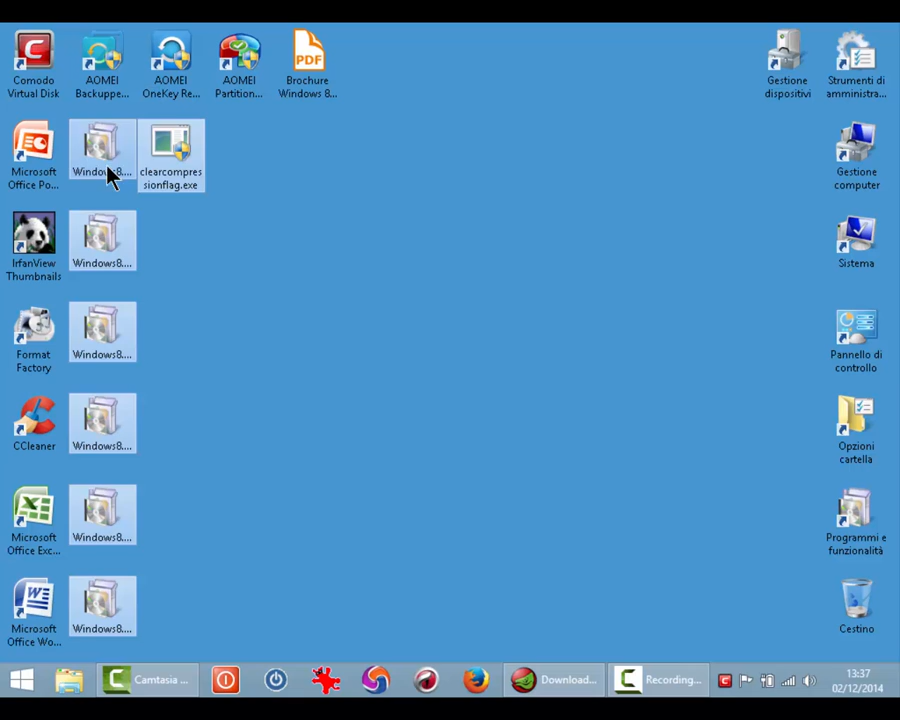 Comodo
Virtual Disk
AOMEI
Backuppe...
AOMEI
OneKey Re...
AOMEI
Partition...
PDF
Brochure
Windows 8...
Gestione
dispositivi
Strumenti di
amministra...
Microsoft
Office Po...
Windows8....
clearcompres
sionflag.exe
Gestione
computer
IrfanView
Thumbnails
Windows8....
Sistema
Format
Factory
Windows8....
Pannello di
controllo
CCleaner
Windows8....
Opzioni
cartella
Microsoft
Office Exc...
Windows8....
Programmi e
funzionalità
Microsoft
Office Wo...
Windows8....
Cestino
Camtasia ...
Download...
Recording...
13:37
02/12/2014